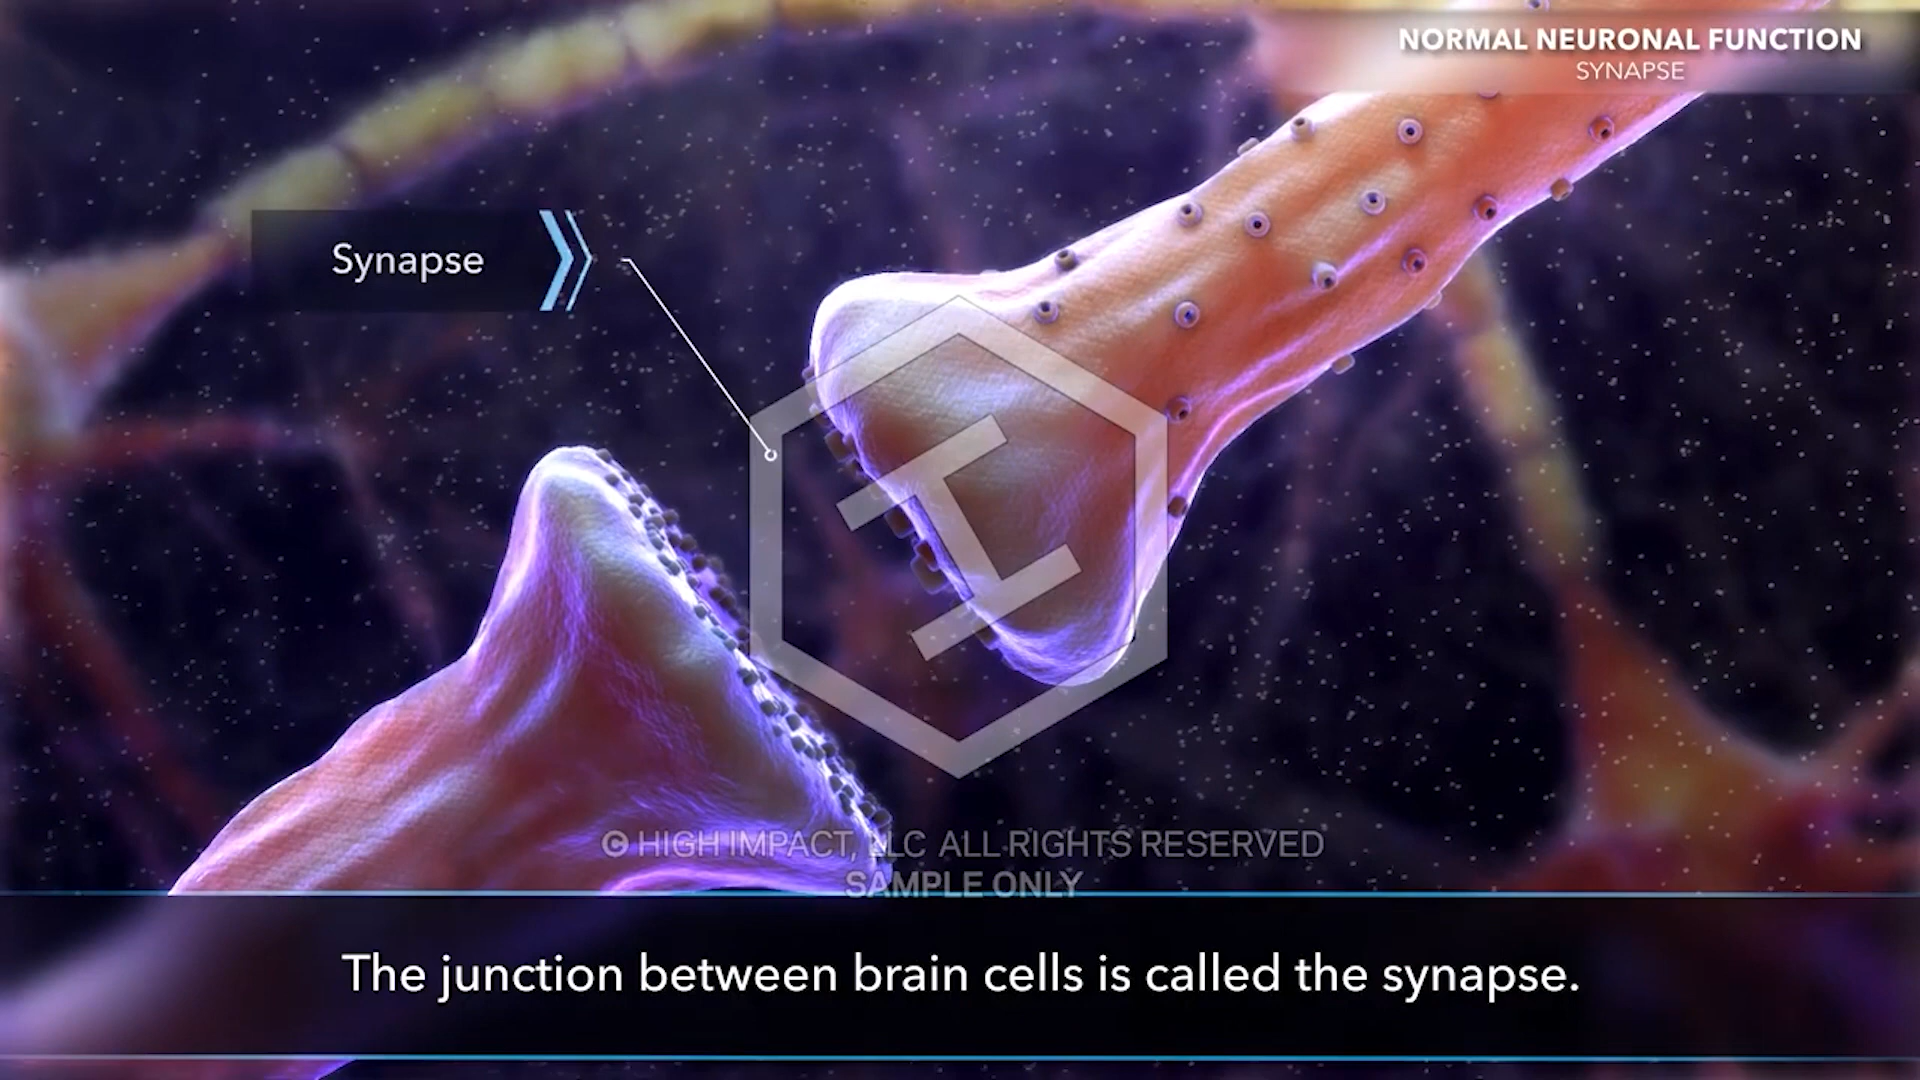 NORMAL NEURONAL FUNCTION
SYNAPSE
Synapse
© HIGH IMPACT, LLC ALL RIGHTS RESERVED
SAMPLE ONLY
The junction between brain cells is called the synapse.